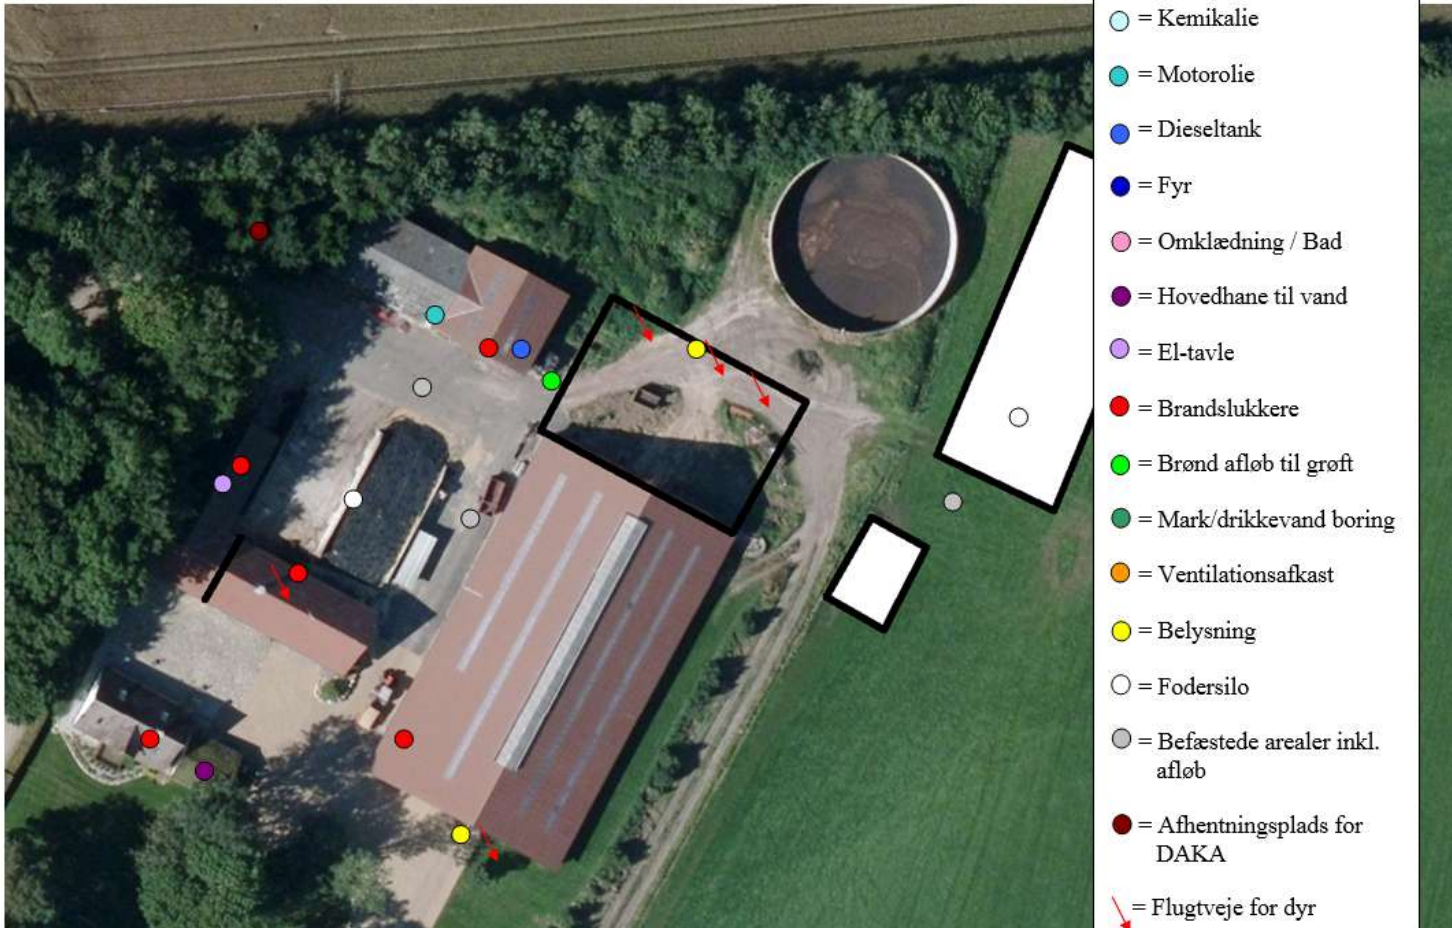 = Kemikalie
= Motorolie
= Dieseltank
= Fyr
= Omklædning / Bad
= Hovedhane til vand
= El-tavle
= Brandslukkere
= Brønd afløb til grøft
= Mark/drikkevand boring
= Ventilationsafkast
= Belysning
= Fodersilo
= Befæstede arealer inkl.
afløb
= Afhentningsplads for
DAKA
= Flugtveje for dyr